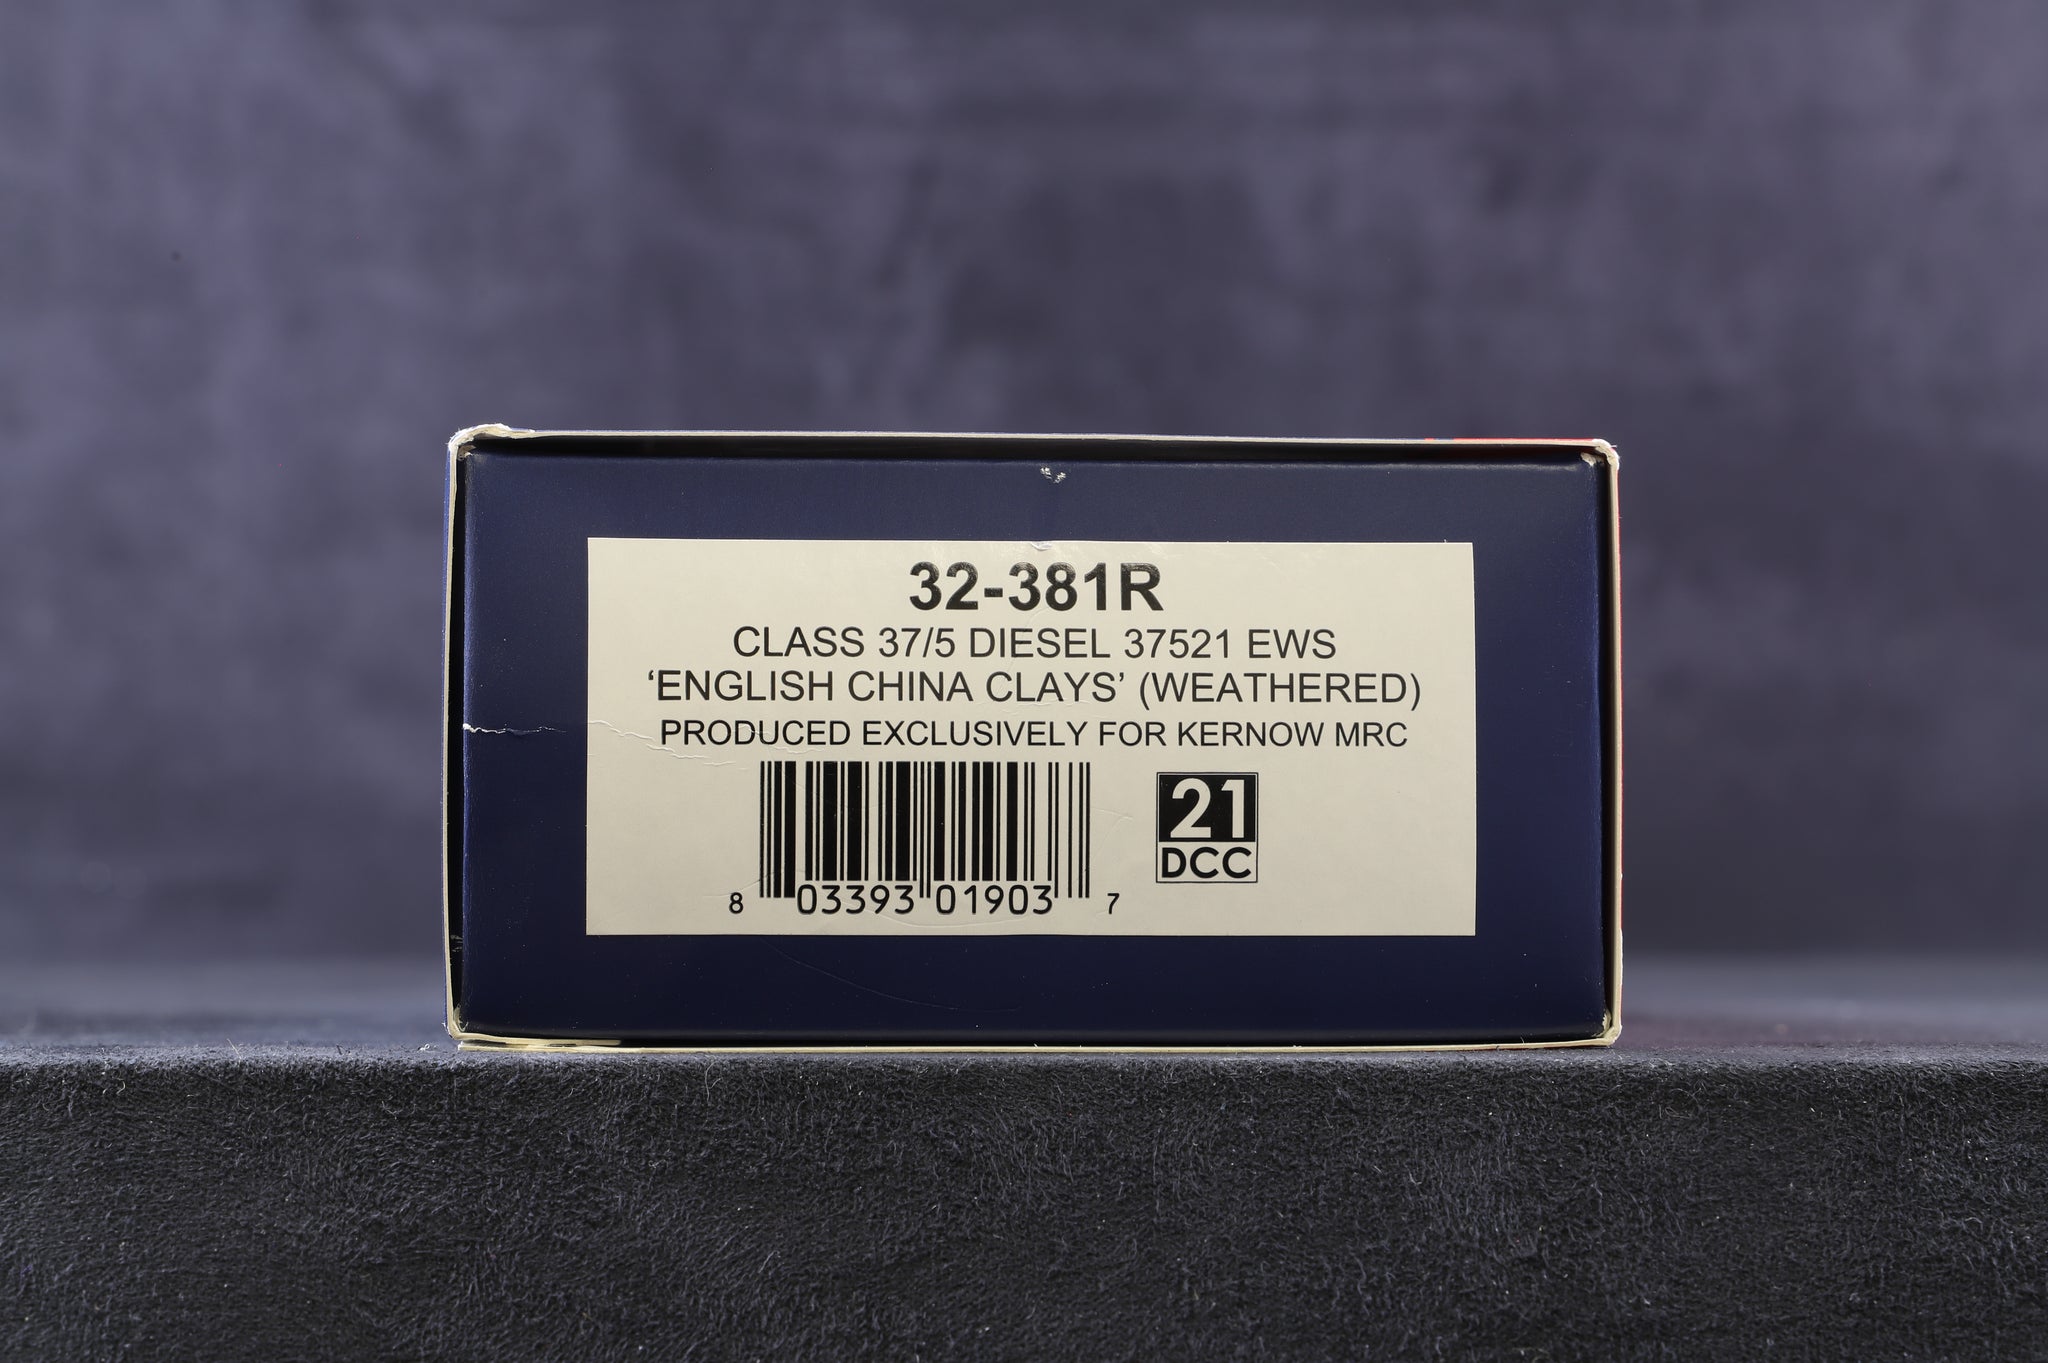 32-381R
CLASS 37/5 DIESEL 37521 EWS
‘ENGLISH CHINA CLAYS’ (WEATHERED)
PRODUCED EXCLUSIVELY FOR KERNOW MRC
21
DCC
8 03393 01903 7